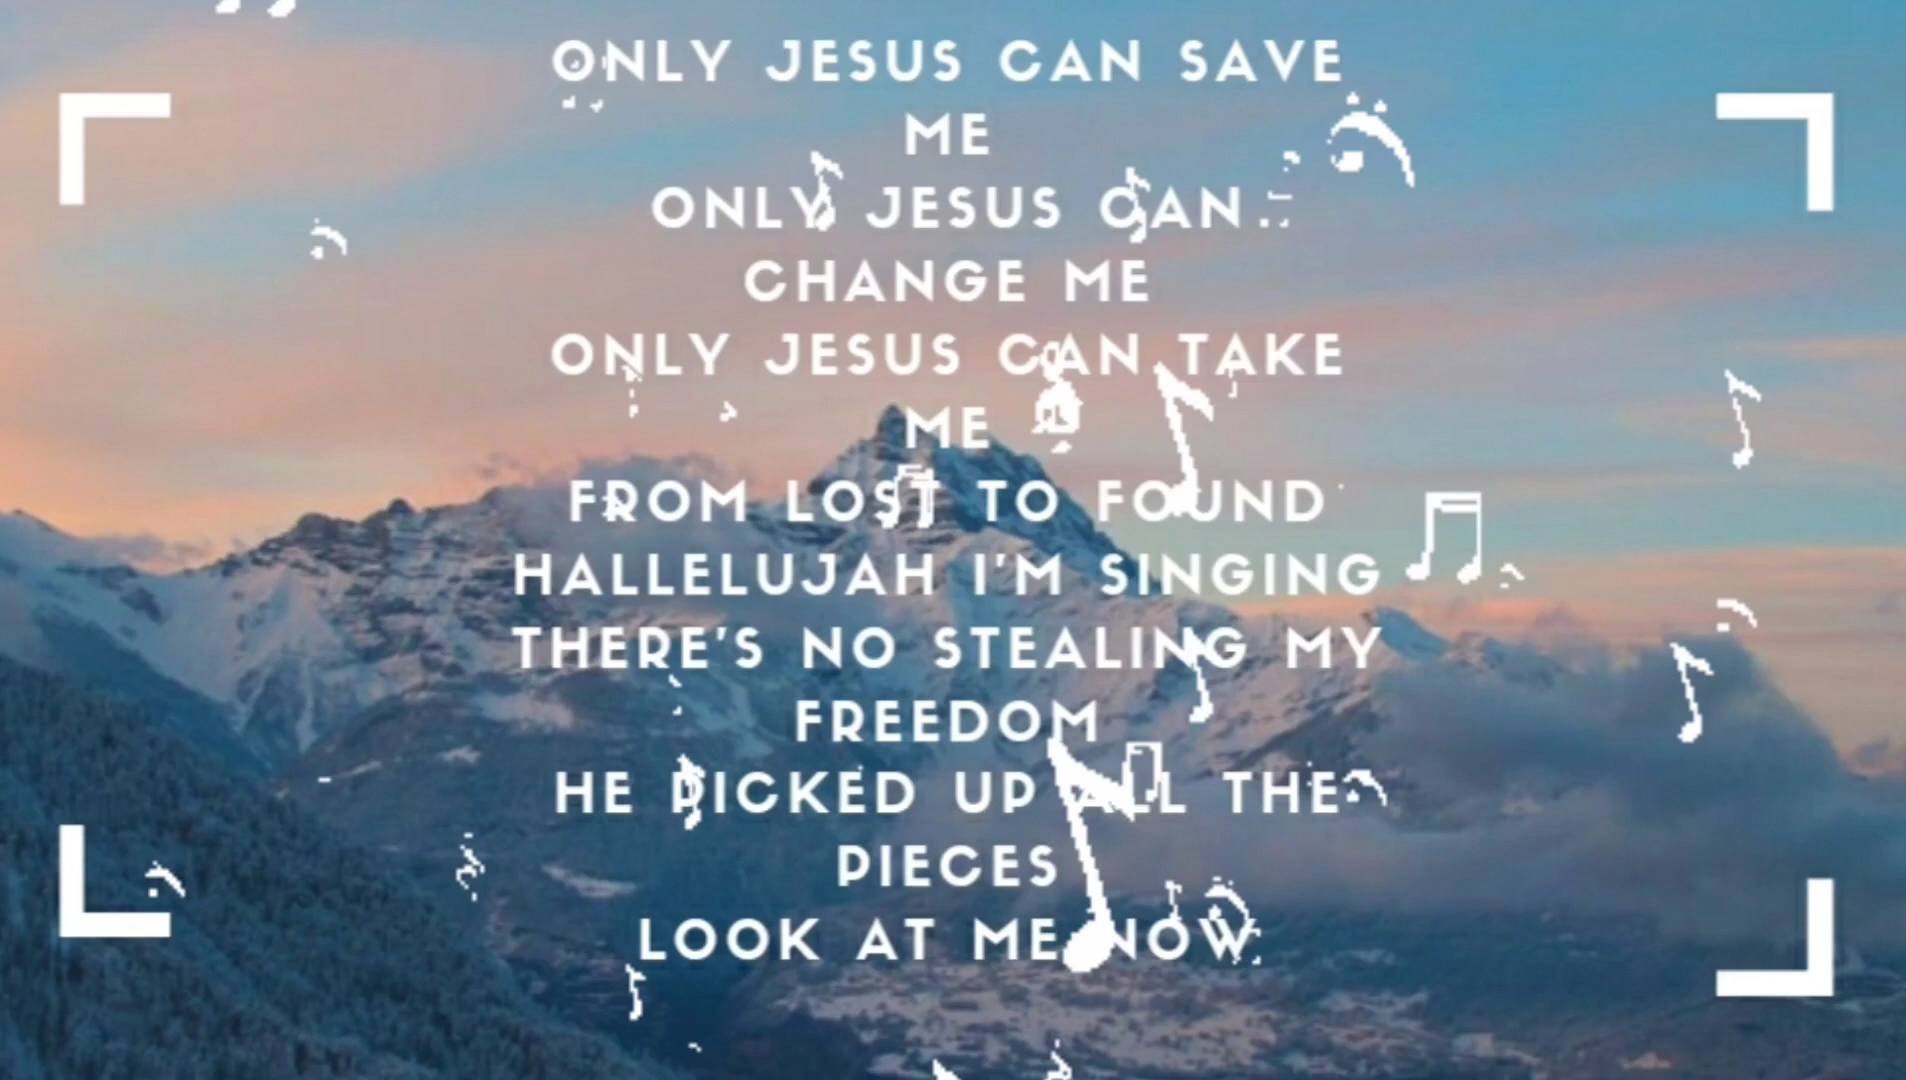 ONLY JESUS CAN SAVE
ME
ONLY JESUS CAN
CHANGE ME
ONLY JESUS CAN TAKE
ME
FROM LOST TO FOUND
HALLELUJAH I'M SINGING
THERE'S NO STEALING MY
FREEDOM
HE PICKED UP ALL THE
PIECES
LOOK AT ME NOW